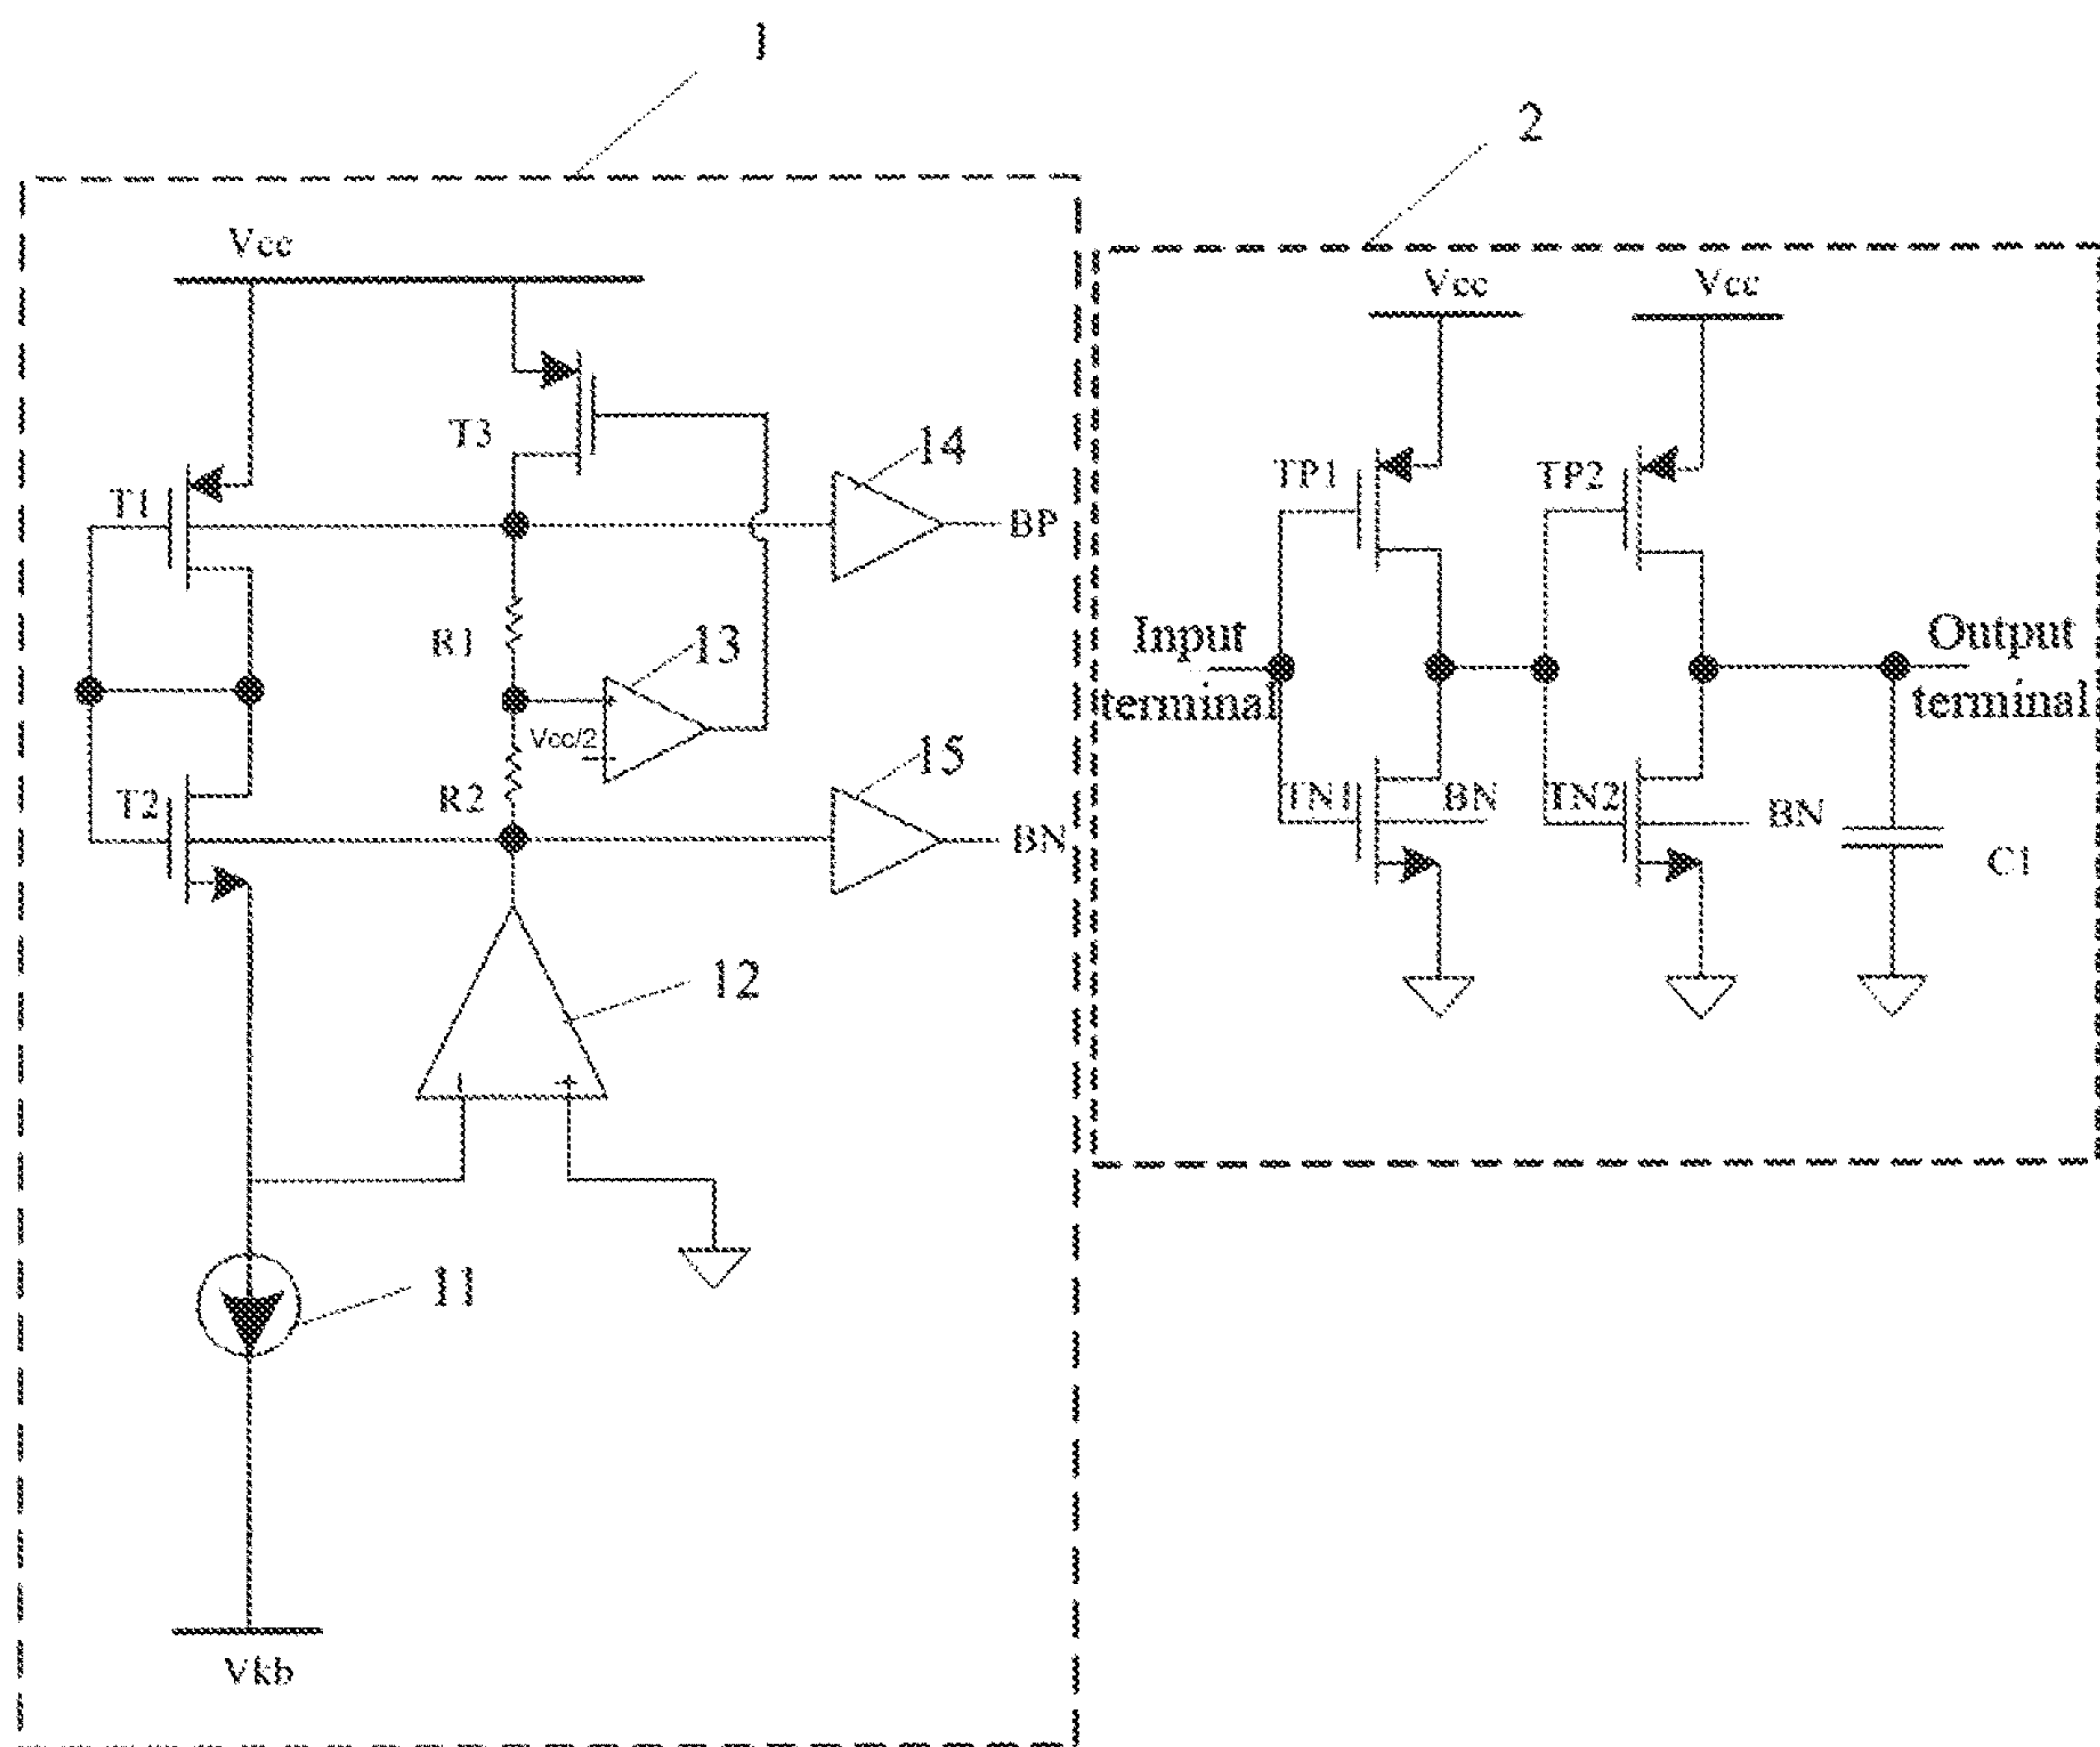 1
2
Vcc
Vcc
Vcc
T3
14
TP1
TP2
T1
BP
R1
13
Input
terminal
Output
terminal
Vcc/2
15
T2
R2
TN1
BN
TN2
BN
BN
C1
12
11
Vkb